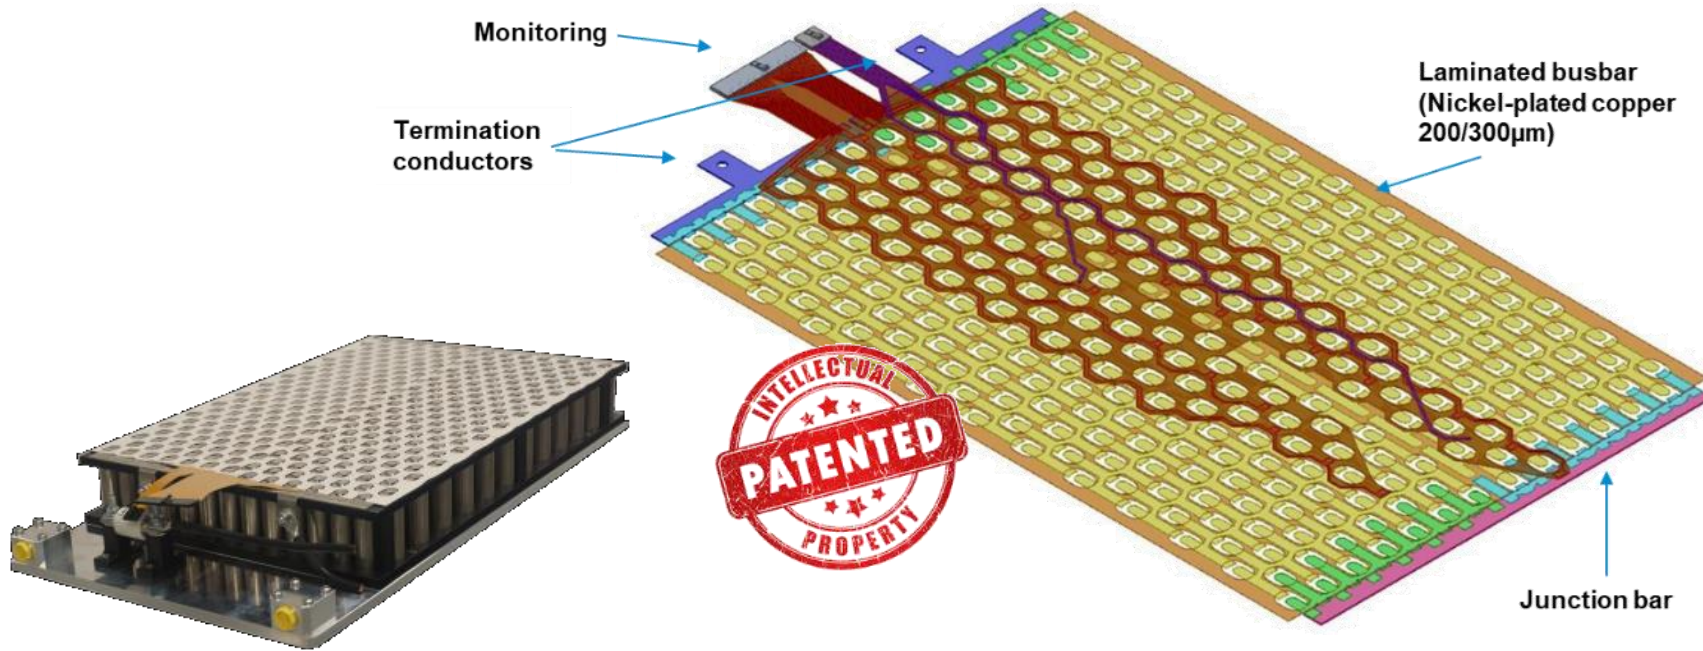 Monitoring
Termination
conductors
Laminated busbar
(Nickel-plated copper
200/300µm)
INTELLECTUAL
PATENTED
PROPERTY
Junction bar